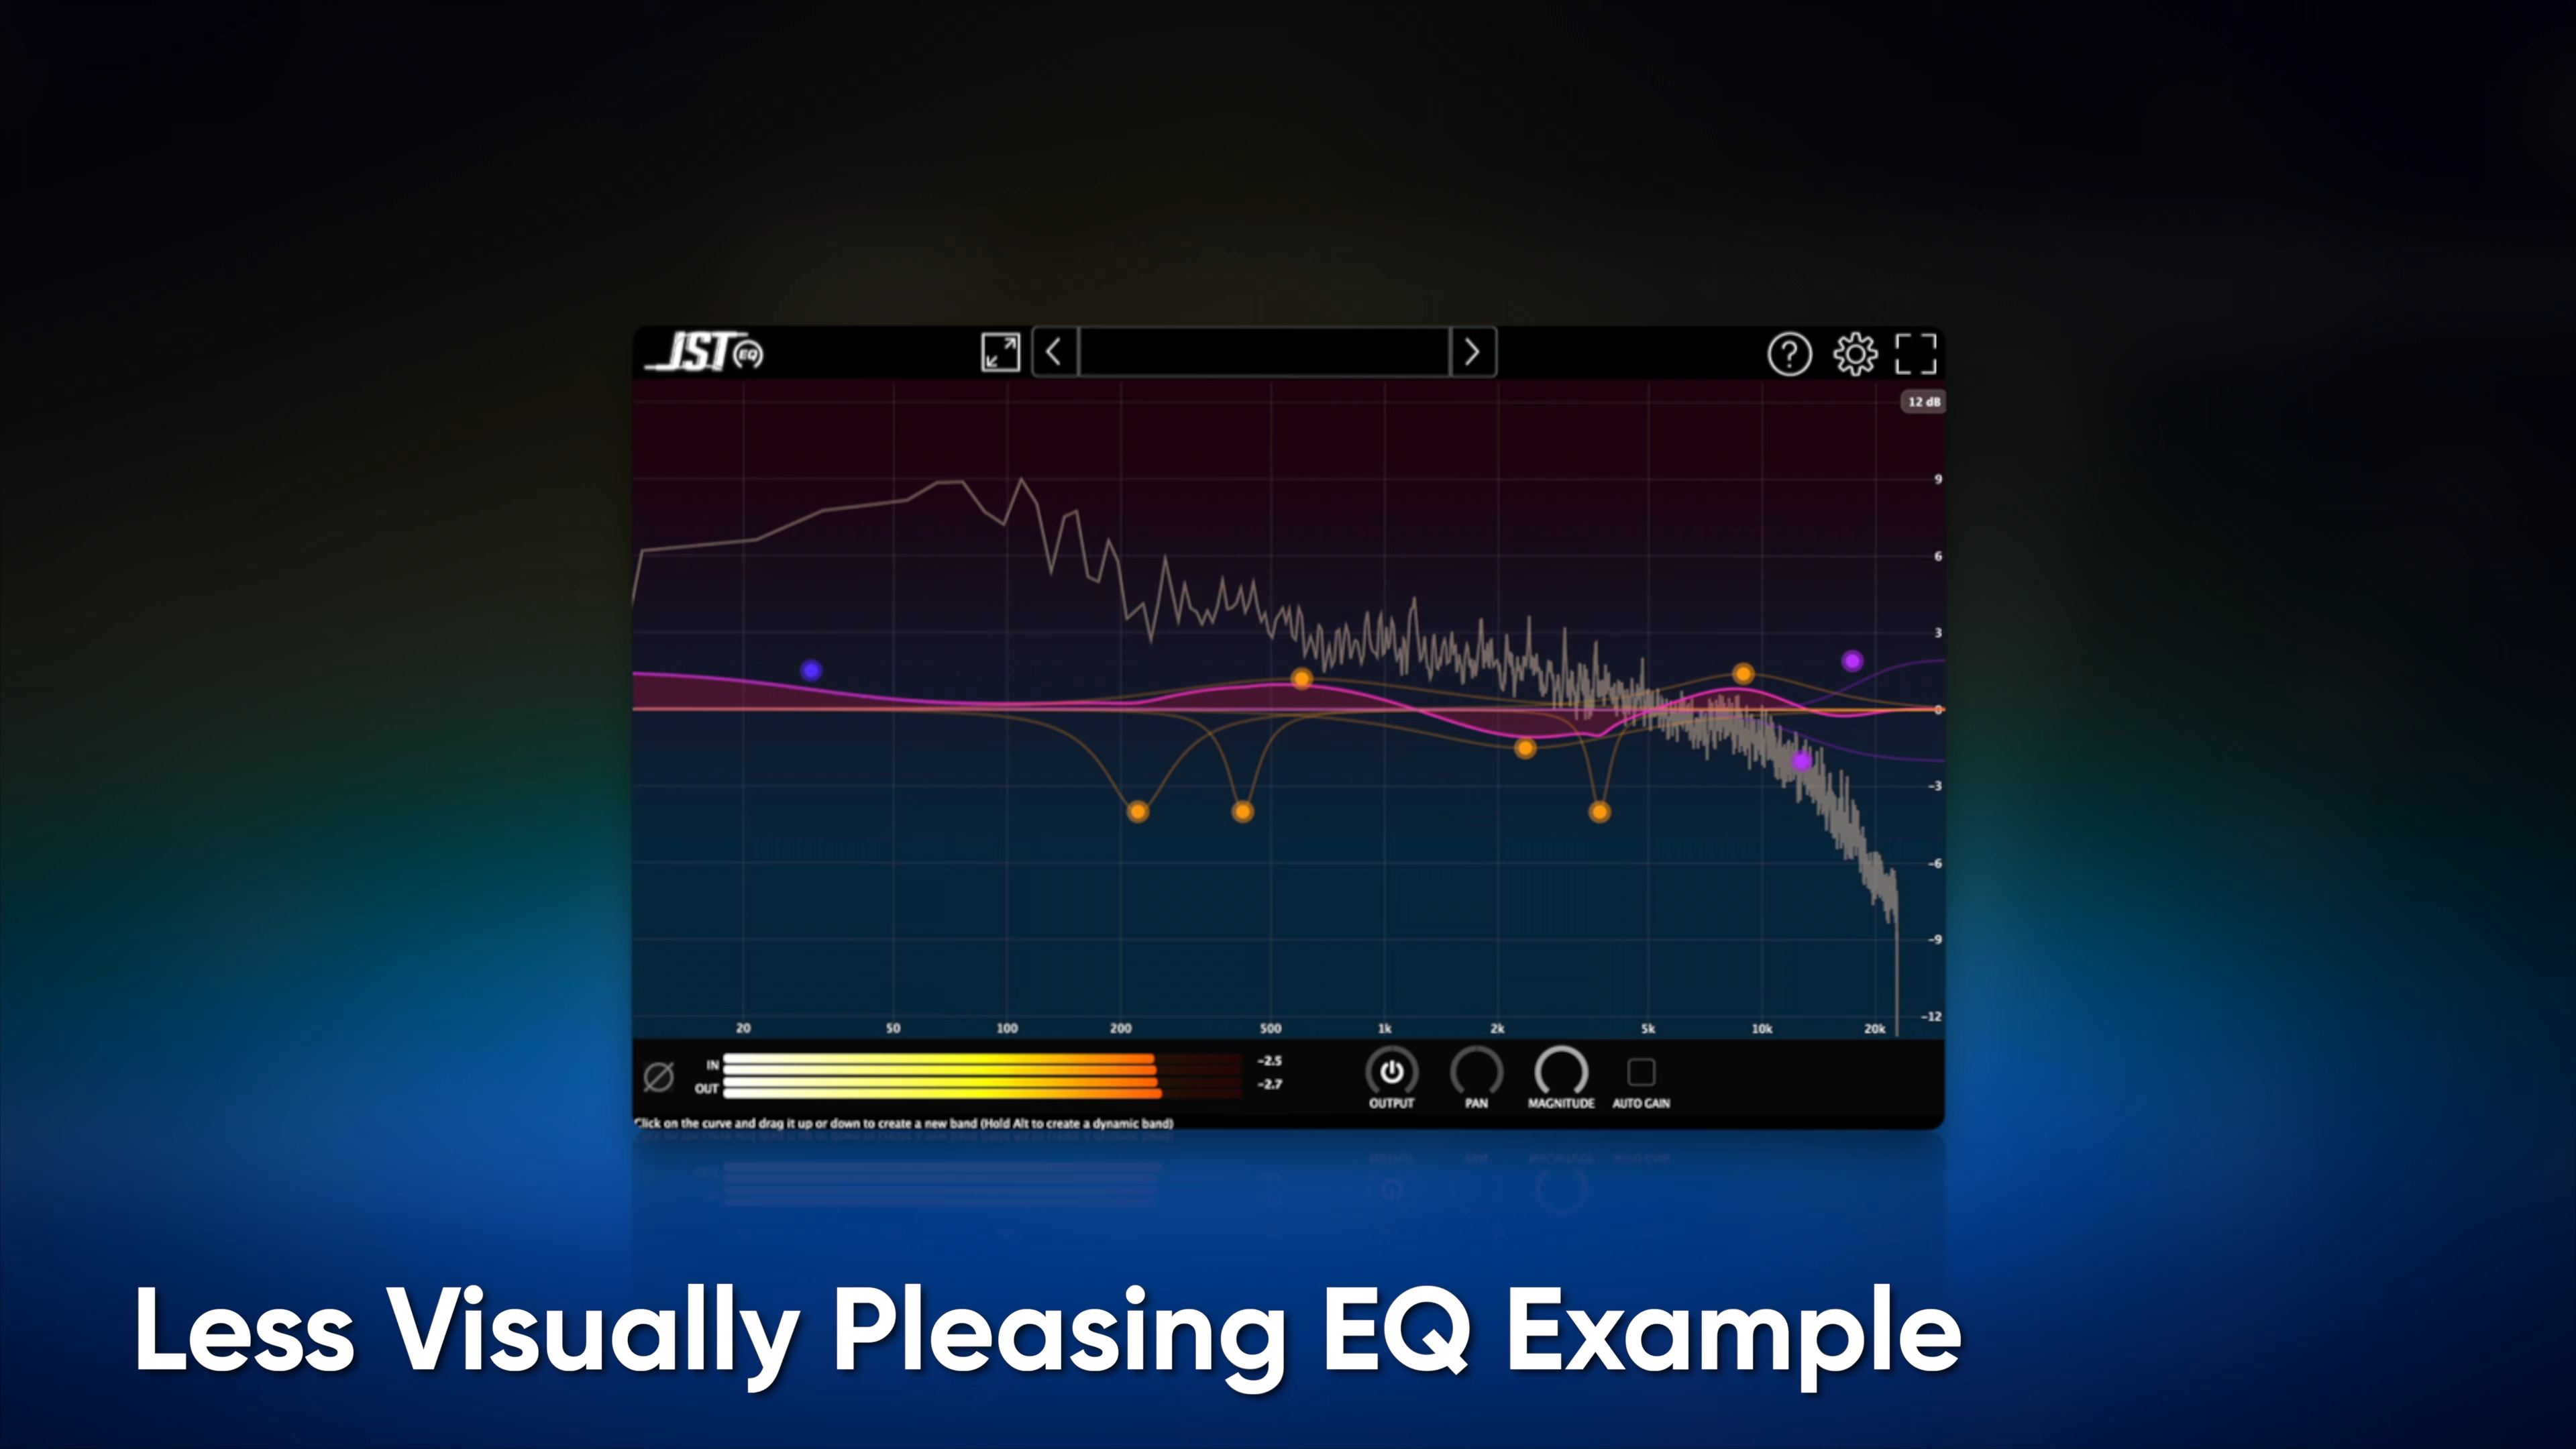 JST EQ
12 dB
9
6
3
0
-3
-6
-9
-12
20 50 100 200 500 1k 2k 5k 10k 20k
IN -2.5
OUT -2.7
OUTPUT PAN MAGNITUDE AUTO GAIN
Click on the curve and drag it up or down to create a new band (Hold Alt to create a dynamic band)
Less Visually Pleasing EQ Example